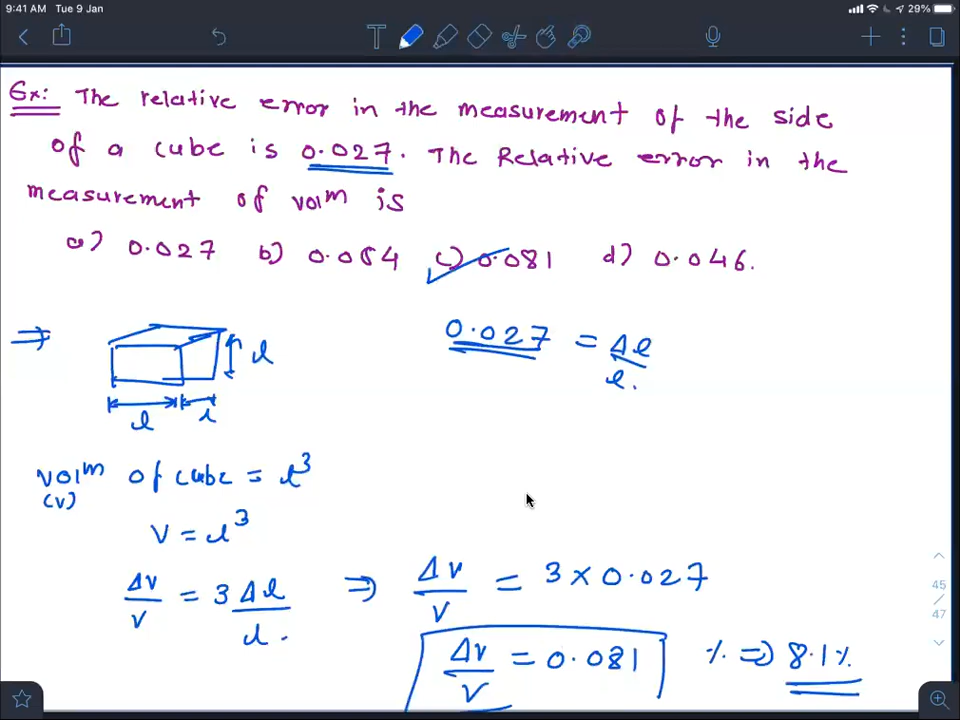 9:41 AM Tue 9 Jan 29%
Ex: The relative error in the measurement of the side
of a cube is 0.027. The Relative error in the
measurement of volm is
a) 0.027 b) 0.054 c) 0.081 d) 0.046.
⇒ l 0.027 = Δl/l.
l l
volm of cube = l³
(v)
V = l³
Δv/v = 3 Δl/l. ⇒ Δv/v = 3 × 0.027
Δv/v = 0.081 % ⇒ 8.1%
45
/
47